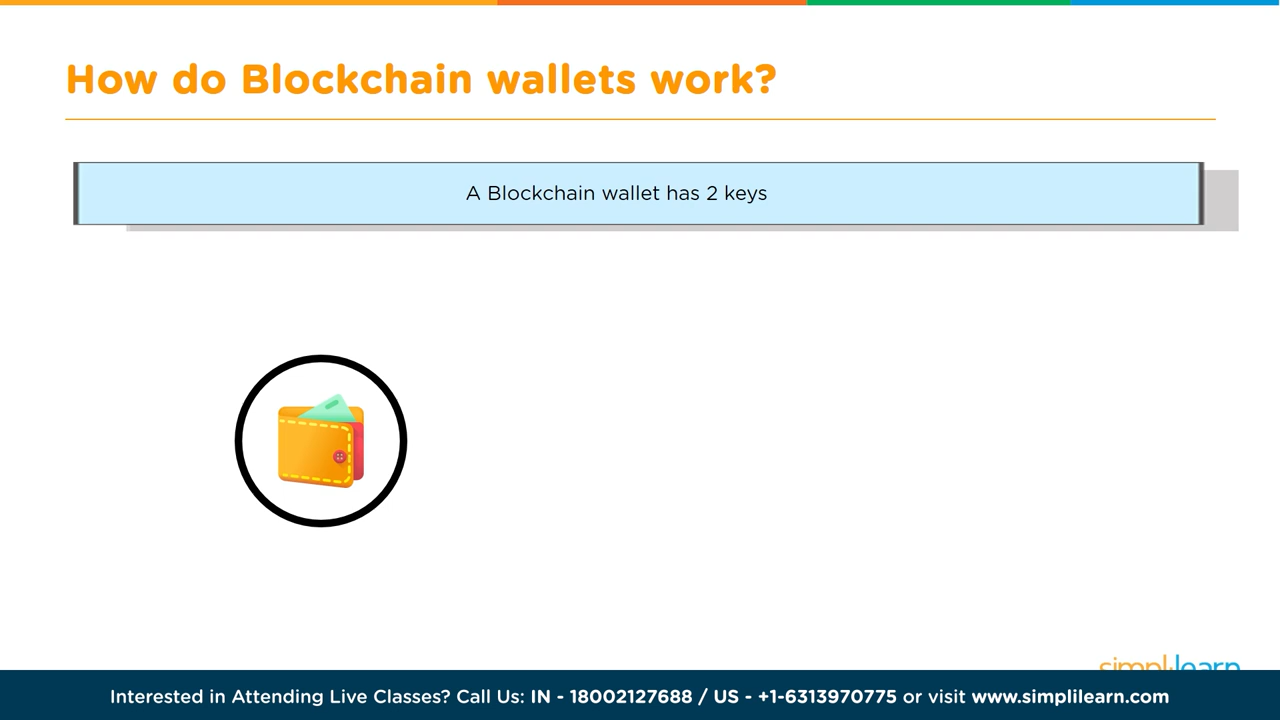 How do Blockchain wallets work?
A Blockchain wallet has 2 keys
simplilearn
Interested in Attending Live Classes? Call Us: IN - 18002127688 / US - +1-6313970775 or visit www.simplilearn.com